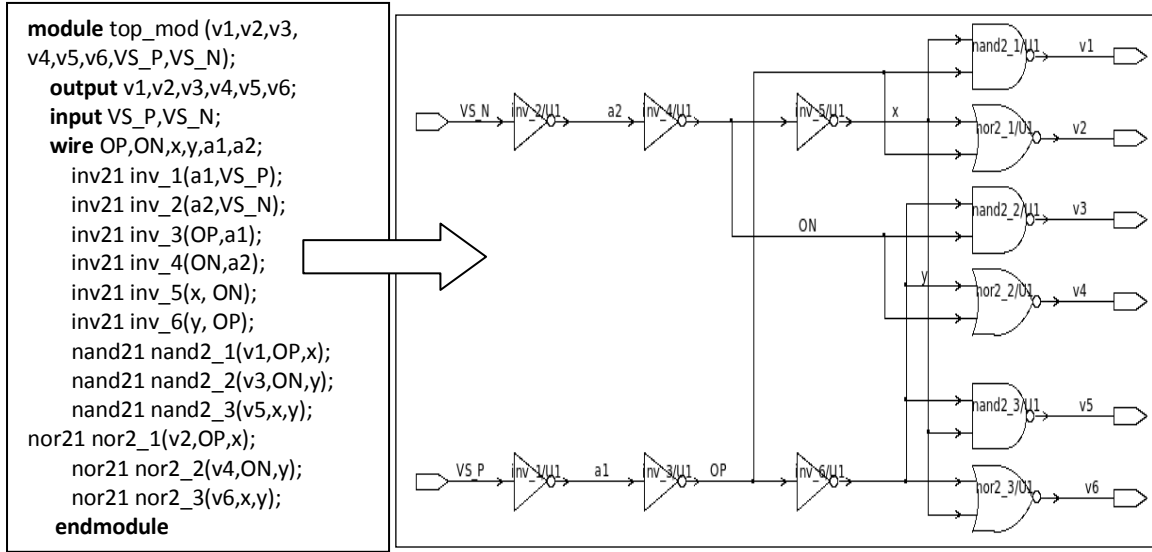 module top_mod (v1,v2,v3,
v4,v5,v6,VS_P,VS_N);
output v1,v2,v3,v4,v5,v6;
input VS_P,VS_N;
wire OP,ON,x,y,a1,a2;
inv21 inv_1(a1,VS_P);
inv21 inv_2(a2,VS_N);
inv21 inv_3(OP,a1);
inv21 inv_4(ON,a2);
inv21 inv_5(x, ON);
inv21 inv_6(y, OP);
nand21 nand2_1(v1,OP,x);
nand21 nand2_2(v3,ON,y);
nand21 nand2_3(v5,x,y);
nor21 nor2_1(v2,OP,x);
nor21 nor2_2(v4,ON,y);
nor21 nor2_3(v6,x,y);
endmodule
nand2_1/U1 v1
VS_N inv_2/U1 a2 inv_4/U1 inv_5/U1 x nor2_1/U1 v2
nand2_2/U1 v3
ON
y nor2_2/U1 v4
nand2_3/U1 v5
VS_P inv_1/U1 a1 inv_3/U1 OP inv_6/U1 nor2_3/U1 v6